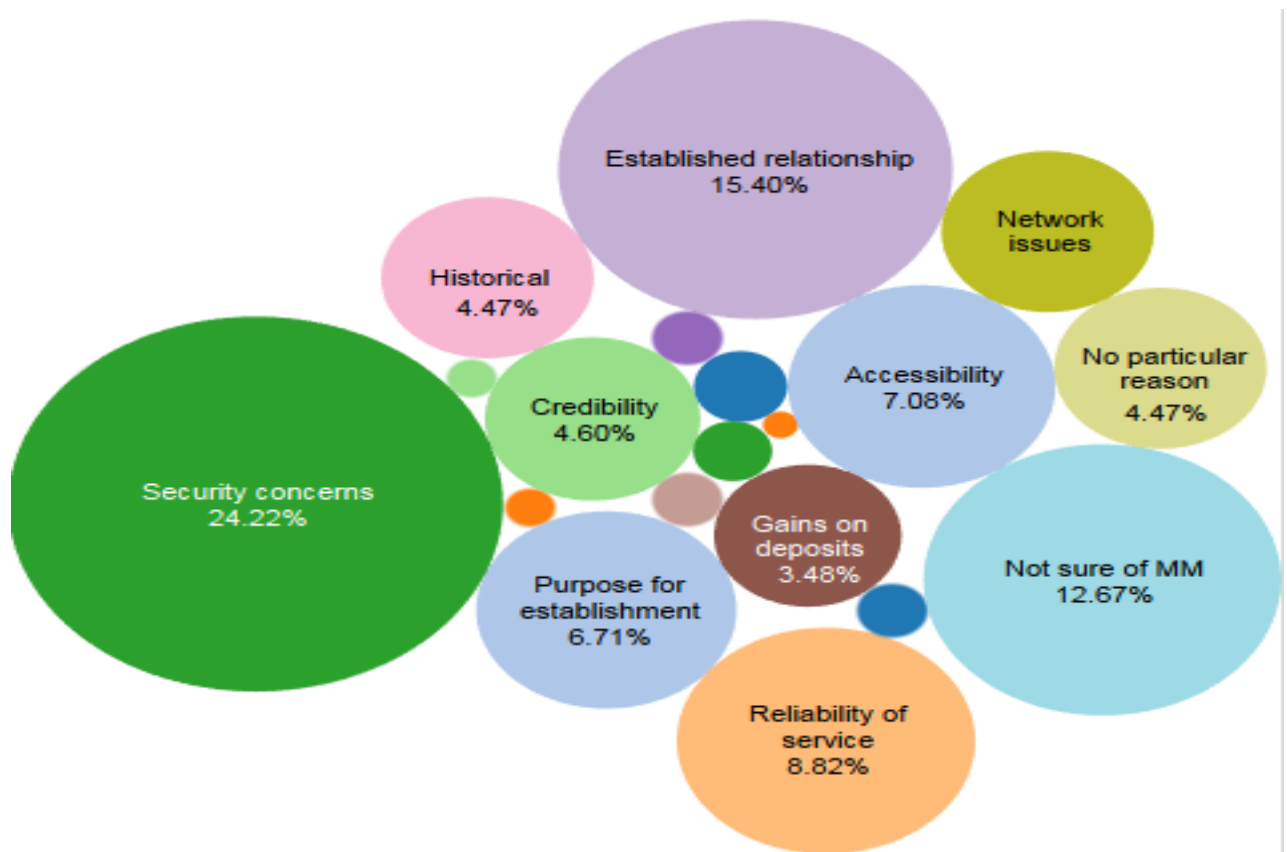 Established relationship
15.40%
Network
issues
Historical
4.47%
No particular
reason
4.47%
Accessibility
7.08%
Credibility
4.60%
Security concerns
24.22%
Gains on
deposits
3.48%
Not sure of MM
12.67%
Purpose for
establishment
6.71%
Reliability of
service
8.82%